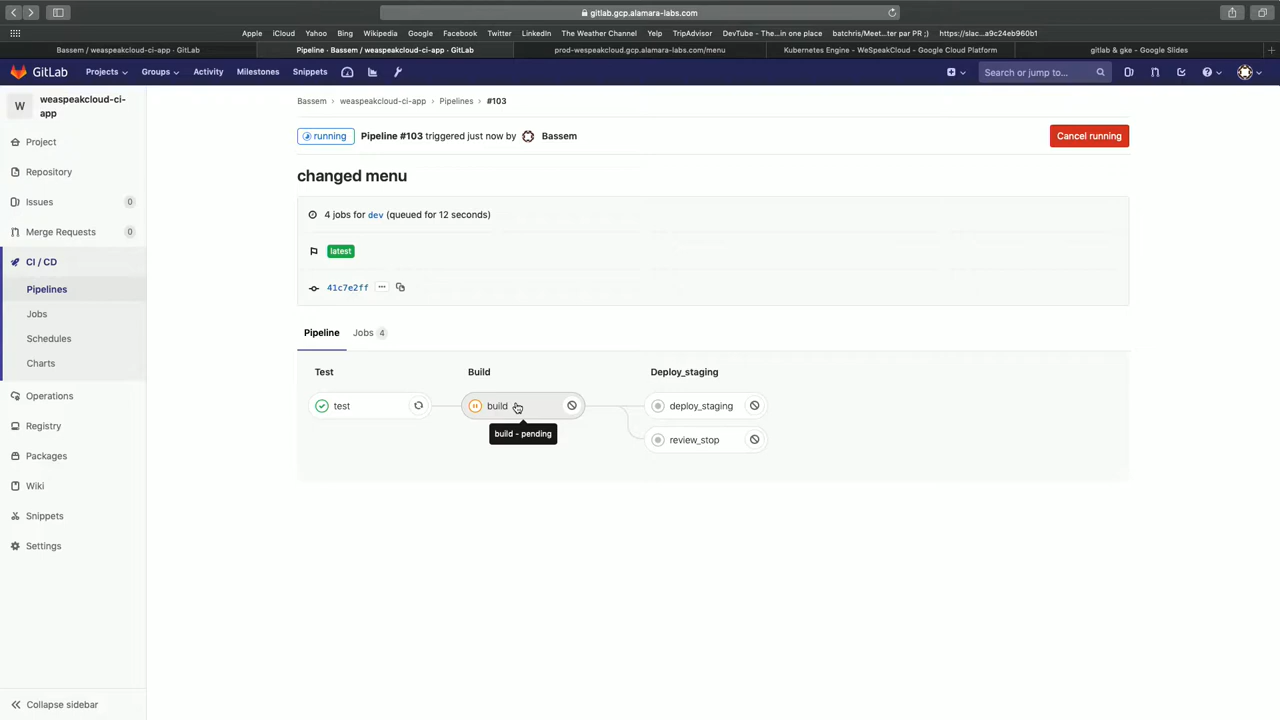 gitlab.gcp.alamara-labs.com
Apple iCloud Yahoo Bing Wikipedia Google Facebook Twitter LinkedIn The Weather Channel Yelp TripAdvisor DevTube - The...in one place batchris/Meet...ter par PR ;) https://slac...a9c24eb960b1
Bassem / weaspeakcloud-ci-app · GitLab
Pipeline · Bassem / weaspeakcloud-ci-app · GitLab
prod-wespeakcloud.gcp.alamara-labs.com/menu
Kubernetes Engine - WeSpeakCloud - Google Cloud Platform
gitlab & gke - Google Slides
GitLab Projects Groups Activity Milestones Snippets Search or jump to...
W weaspeakcloud-ci-
app
Project
Repository
Issues 0
Merge Requests 0
CI / CD
Pipelines
Jobs
Schedules
Charts
Operations
Registry
Packages
Wiki
Snippets
Settings
Collapse sidebar
Bassem > weaspeakcloud-ci-app > Pipelines > #103
running Pipeline #103 triggered just now by Bassem
Cancel running
changed menu
4 jobs for dev (queued for 12 seconds)
latest
41c7e2ff ...
Pipeline Jobs 4
Test Build Deploy_staging
test build deploy_staging
build - pending review_stop